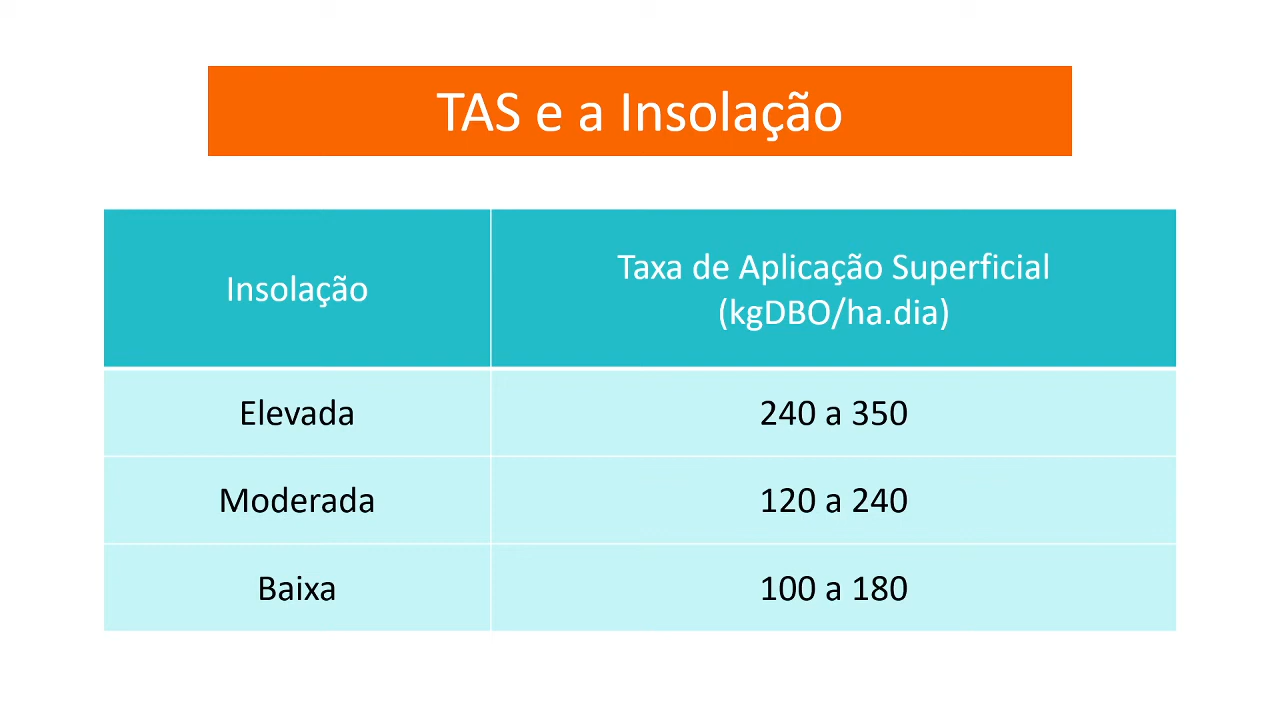 TAS e a Insolação
Insolação
Taxa de Aplicação Superficial
(kgDBO/ha.dia)
Elevada
240 a 350
Moderada
120 a 240
Baixa
100 a 180